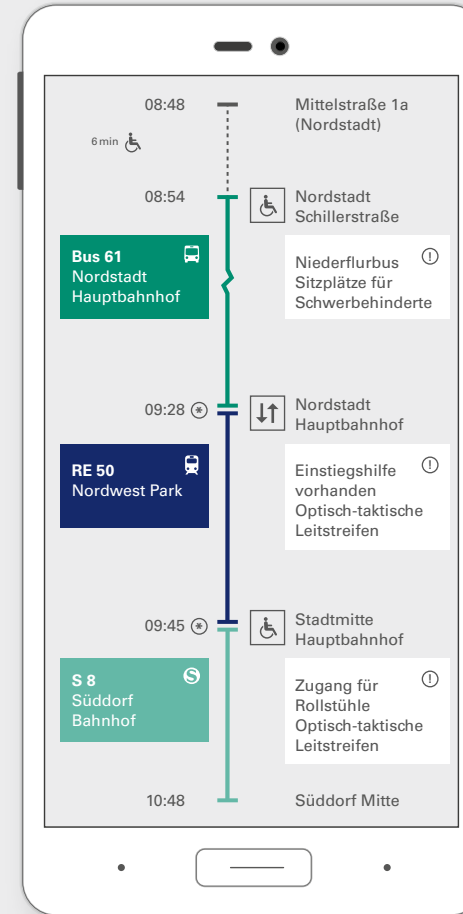 08:48
Mittelstraße 1a
(Nordstadt)
6 min
08:54
Nordstadt
Schillerstraße
Bus 61
Nordstadt
Hauptbahnhof
Niederflurbus
Sitzplätze für
Schwerbehinderte
09:28
Nordstadt
Hauptbahnhof
RE 50
Nordwest Park
Einstiegshilfe
vorhanden
Optisch-taktische
Leitstreifen
09:45
Stadtmitte
Hauptbahnhof
S 8
Süddorf
Bahnhof
Zugang für
Rollstühle
Optisch-taktische
Leitstreifen
10:48
Süddorf Mitte